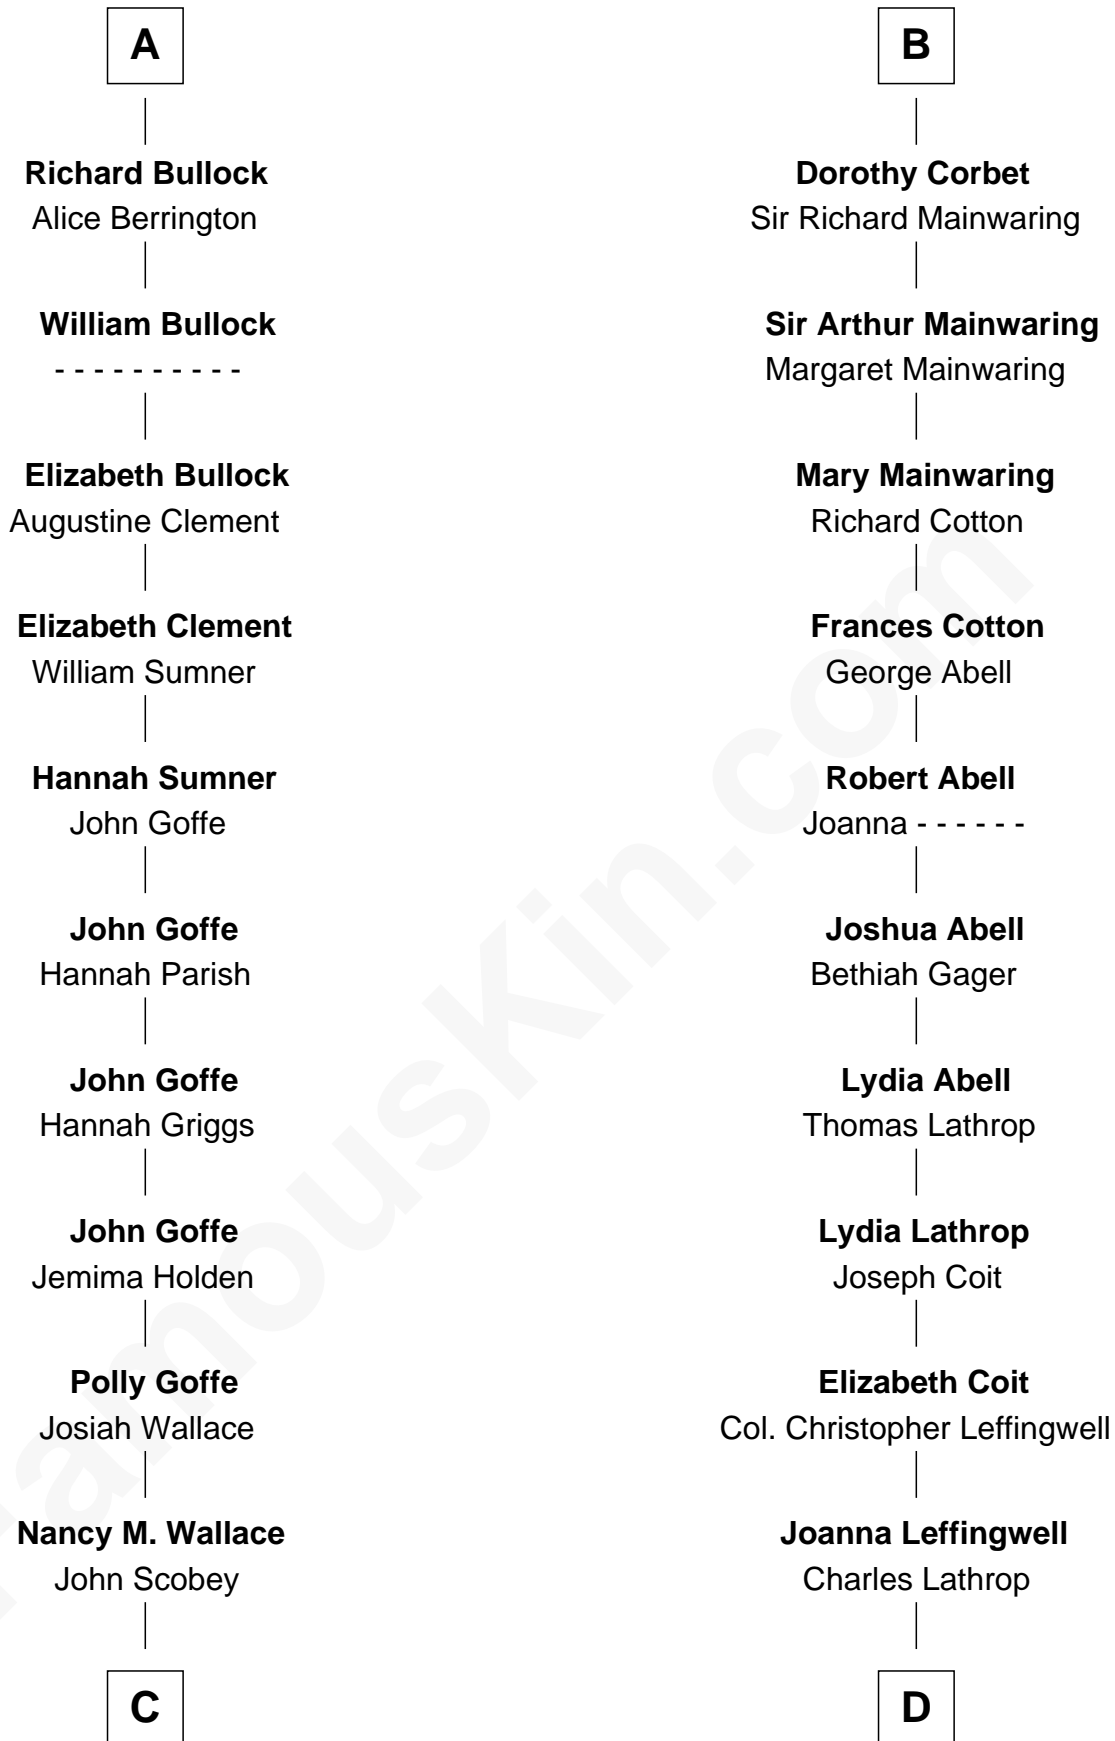 A
Richard Bullock
Alice Berrington
William Bullock
- - - - - - - - - -
Elizabeth Bullock
Augustine Clement
Elizabeth Clement
William Sumner
Hannah Sumner
John Goffe
John Goffe
Hannah Parish
John Goffe
Hannah Griggs
John Goffe
Jemima Holden
Polly Goffe
Josiah Wallace
Nancy M. Wallace
John Scobey
C
B
Dorothy Corbet
Sir Richard Mainwaring
Sir Arthur Mainwaring
Margaret Mainwaring
Mary Mainwaring
Richard Cotton
Frances Cotton
George Abell
Robert Abell
Joanna - - - - - -
Joshua Abell
Bethiah Gager
Lydia Abell
Thomas Lathrop
Lydia Lathrop
Joseph Coit
Elizabeth Coit
Col. Christopher Leffingwell
Joanna Leffingwell
Charles Lathrop
D
FamousKin.com